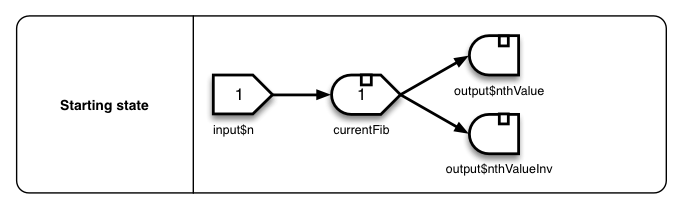 Starting state
1
input$n
1
currentFib
output$nthValue
output$nthValueInv